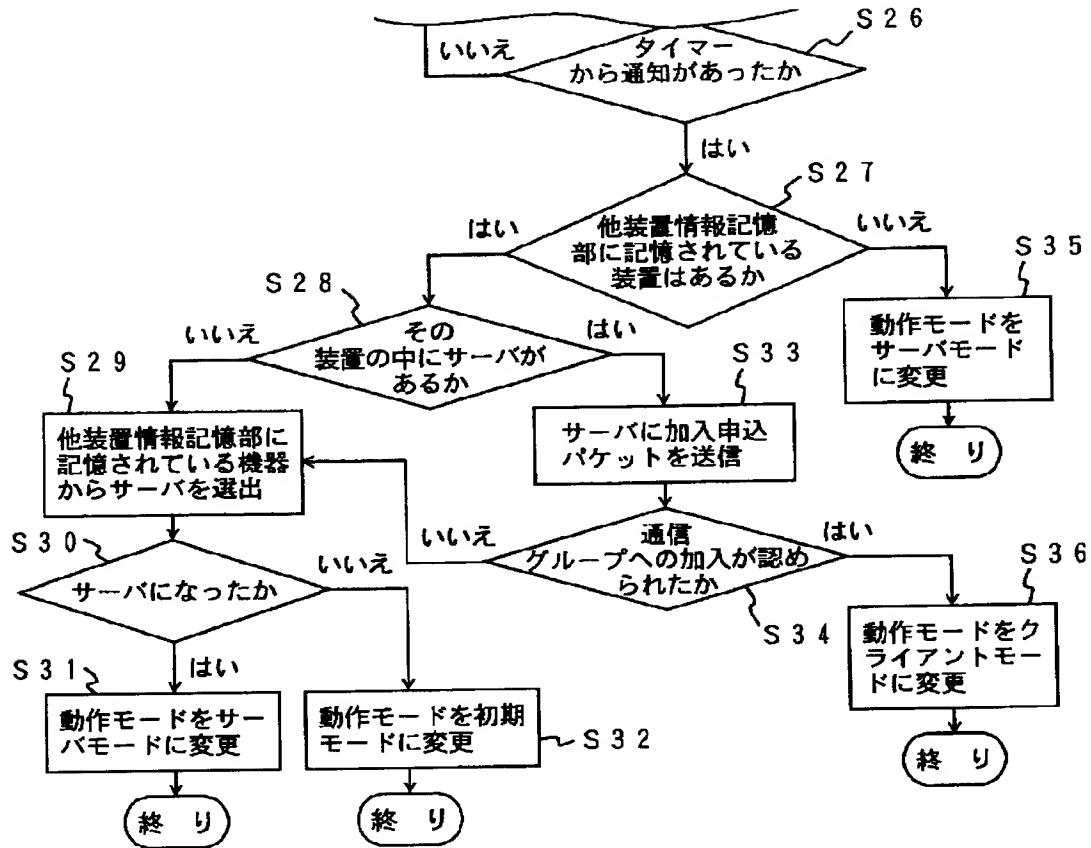 S26
いいえ
タイマー
から通知があったか
はい
S27
はい
他装置情報記憶
部に記憶されている
装置はあるか
いいえ
S35
動作モードを
サーバモード
に変更
終 り
S28
いいえ
その
装置の中にサーバが
あるか
はい
S33
サーバに加入申込
パケットを送信
S29
他装置情報記憶部に
記憶されている機器
からサーバを選出
いいえ
通信
グループへの加入が認め
られたか
はい
S34
S36
動作モードをク
ライアントモー
ドに変更
終 り
S30
サーバになったか
いいえ
はい
S31
動作モードをサー
バモードに変更
終 り
動作モードを初期
モードに変更
S32
終 り